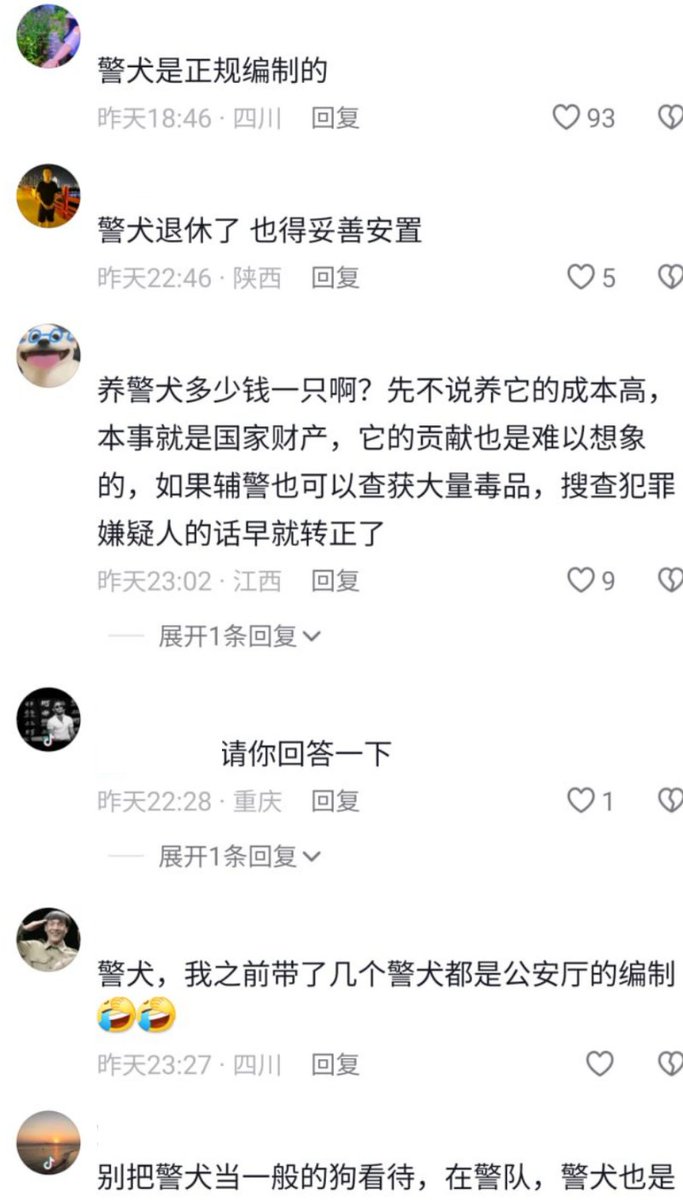 警犬是正规编制的
昨天18:46 · 四川 回复 93
警犬退休了 也得妥善安置
昨天22:46 · 陕西 回复 5
养警犬多少钱一只啊？先不说养它的成本高，
本事就是国家财产，它的贡献也是难以想象
的，如果辅警也可以查获大量毒品，搜查犯罪
嫌疑人的话早就转正了
昨天23:02 · 江西 回复 9
展开1条回复
请你回答一下
昨天22:28 · 重庆 回复 1
展开1条回复
警犬，我之前带了几个警犬都是公安厅的编制
🤣🤣
昨天23:27 · 四川 回复
别把警犬当一般的狗看待，在警队，警犬也是